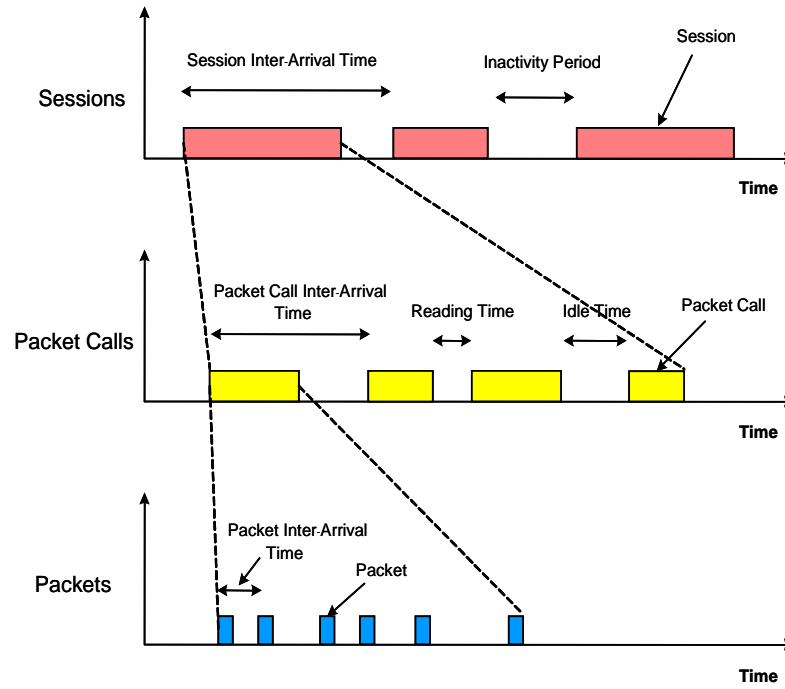 Session
Session Inter-Arrival Time
Inactivity Period
Sessions
Time
Packet Call Inter-Arrival
Time
Reading Time
Idle Time
Packet Call
Packet Calls
Time
Packet Inter-Arrival
Time
Packet
Packets
Time